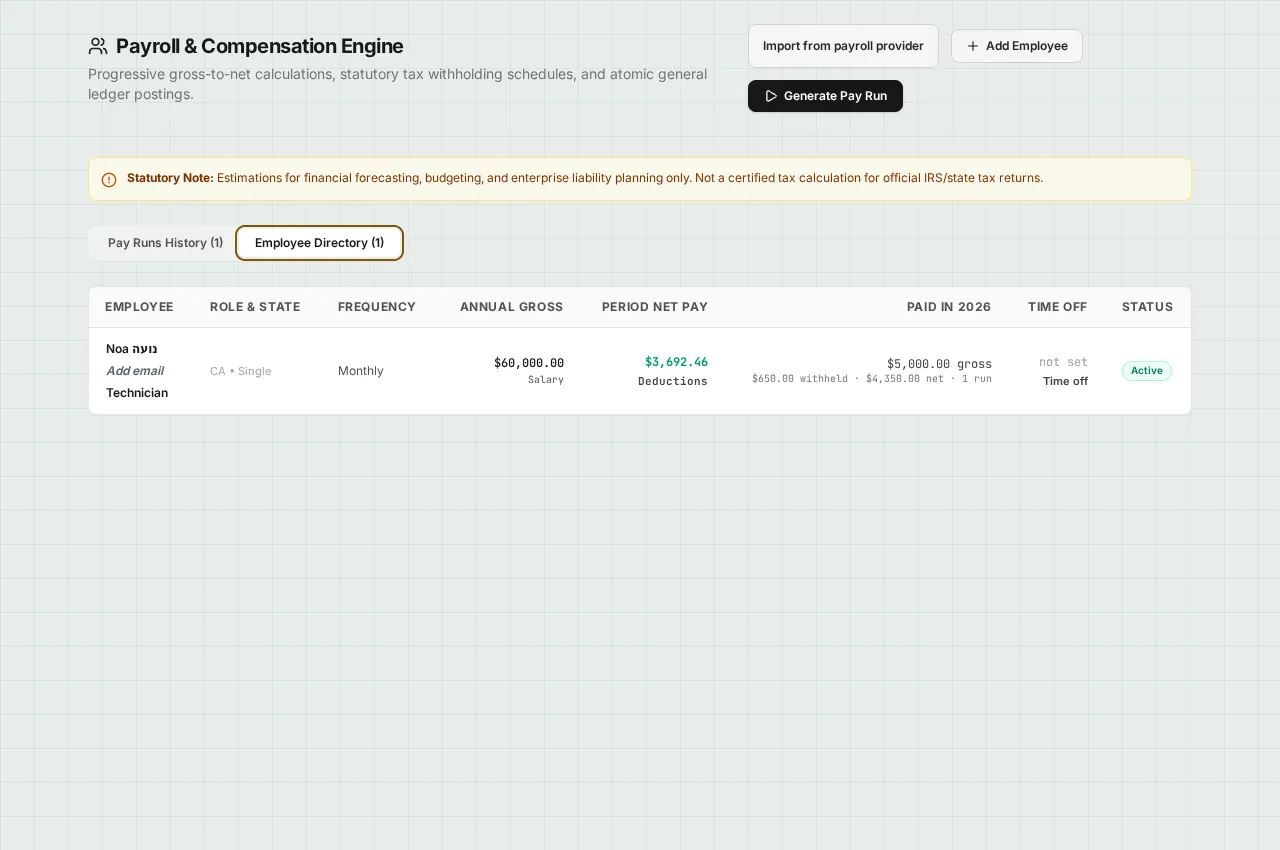 Payroll & Compensation Engine
Progressive gross-to-net calculations, statutory tax withholding schedules, and atomic general
ledger postings.
Import from payroll provider
Add Employee
Generate Pay Run
Statutory Note: Estimations for financial forecasting, budgeting, and enterprise liability planning only. Not a certified tax calculation for official IRS/state tax returns.
Pay Runs History (1)
Employee Directory (1)
EMPLOYEE ROLE & STATE FREQUENCY ANNUAL GROSS PERIOD NET PAY PAID IN 2026 TIME OFF STATUS
Noa נועה
Add email
Technician
CA • Single
Monthly
$60,000.00
Salary
$3,692.46
Deductions
$5,000.00 gross
$650.00 withheld · $4,350.00 net · 1 run
not set
Time off
Active